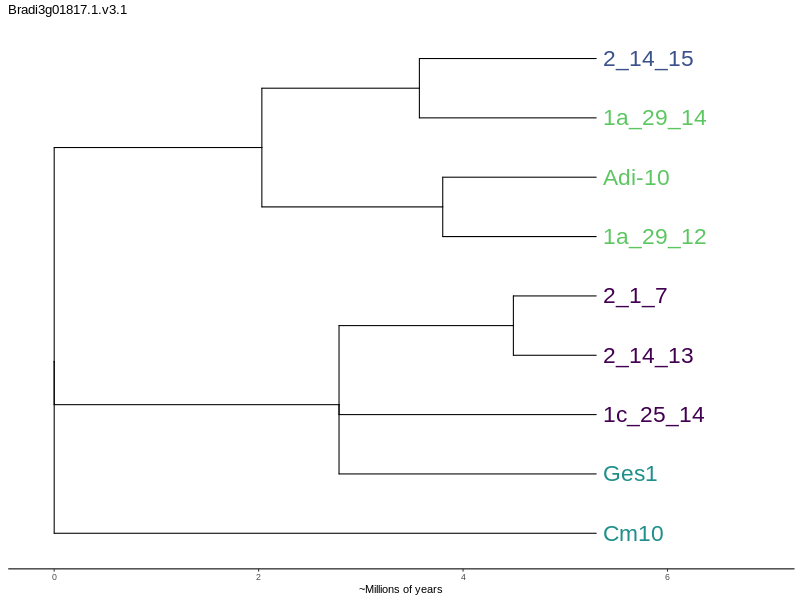 Bradi3g01817.1.v3.1
2_14_15
1a_29_14
Adi-10
1a_29_12
2_1_7
2_14_13
1c_25_14
Ges1
Cm10
0 2 4 6
~Millions of years